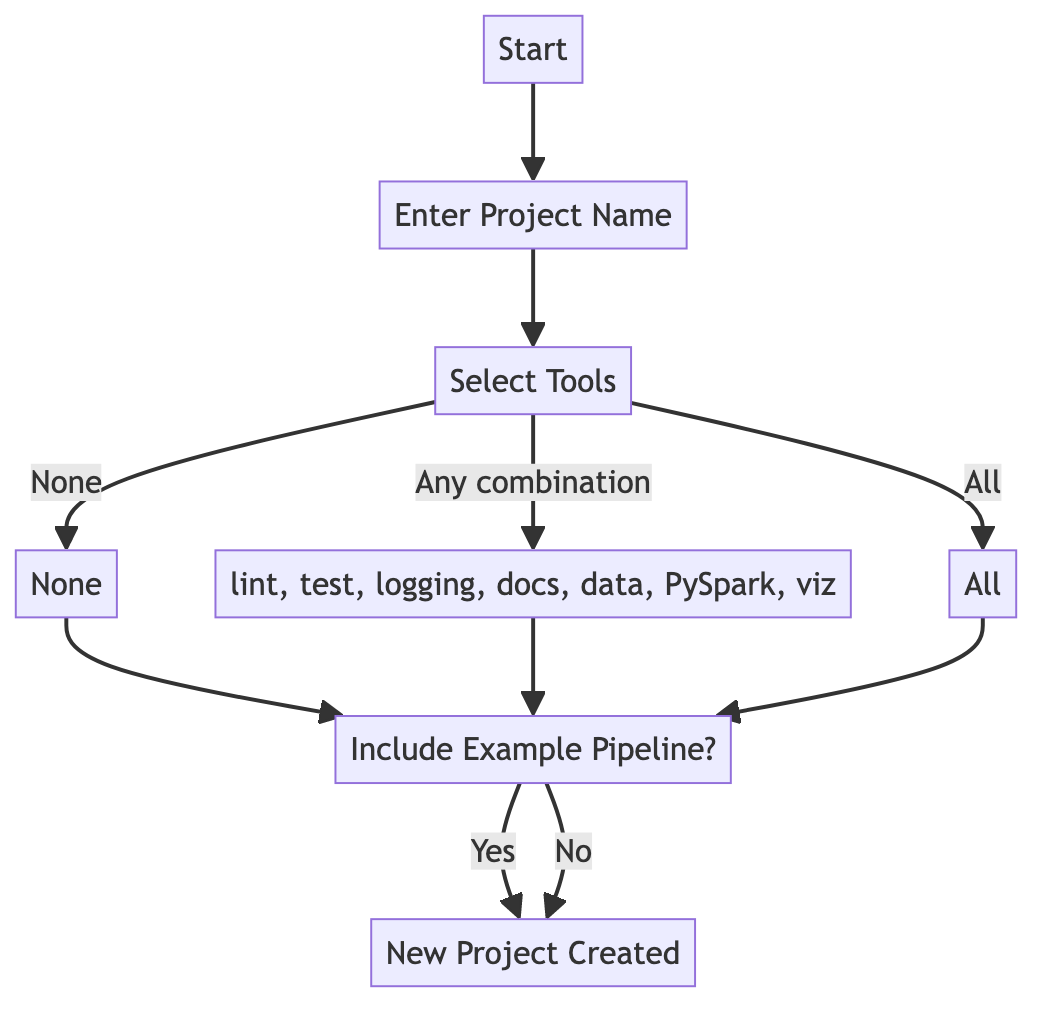 Start
Enter Project Name
Select Tools
None
Any combination
All
None
lint, test, logging, docs, data, PySpark, viz
All
Include Example Pipeline?
Yes
No
New Project Created